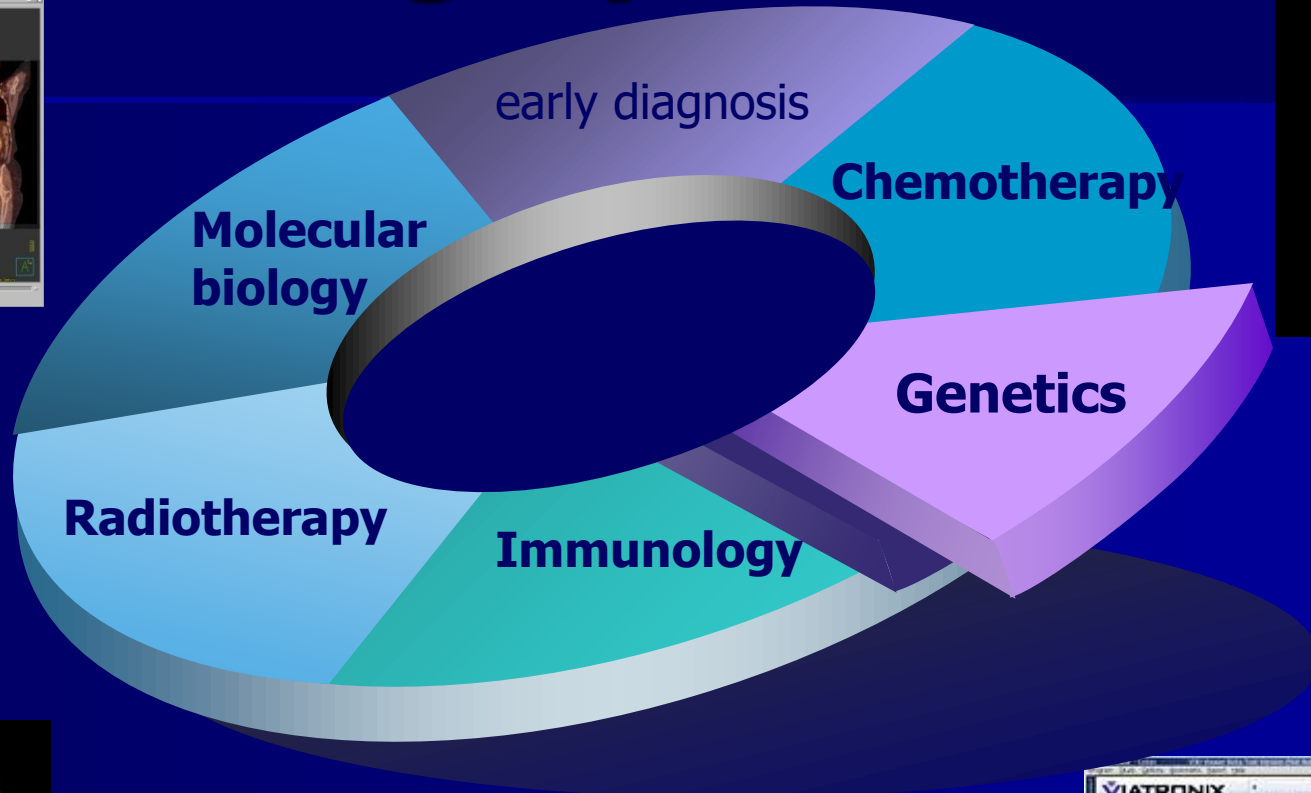 early diagnosis
Chemotherapy
Molecular
biology
Genetics
Radiotherapy
Immunology
VIATRONIX